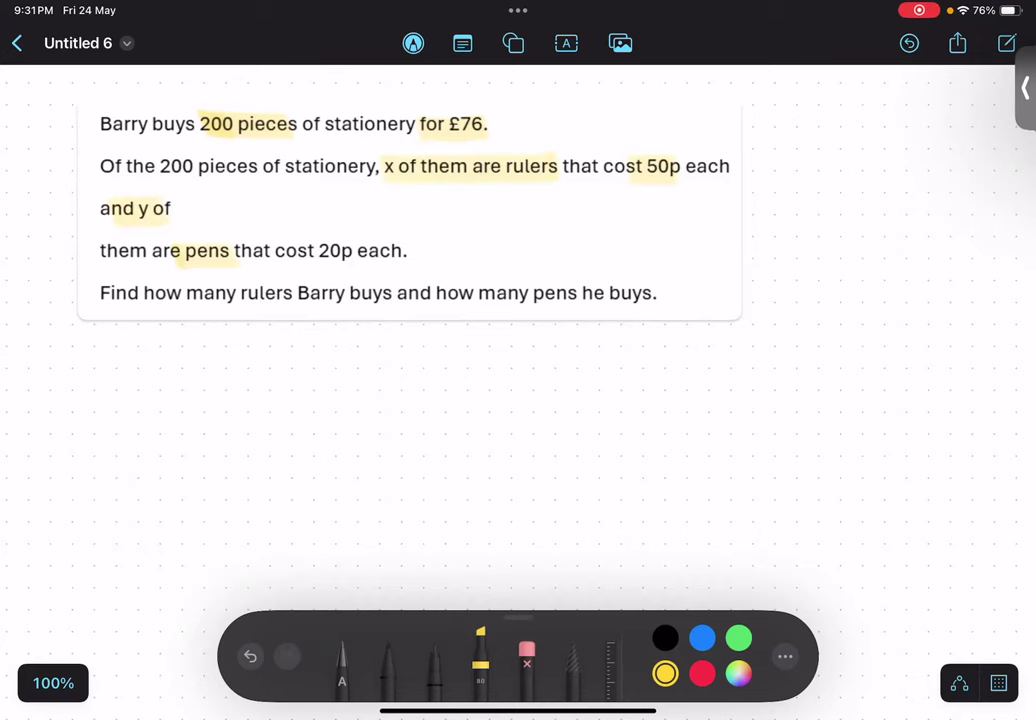 9:31PM Fri 24 May
76%
Untitled 6
A
Barry buys 200 pieces of stationery for £76.
Of the 200 pieces of stationery, x of them are rulers that cost 50p each
and y of
them are pens that cost 20p each.
Find how many rulers Barry buys and how many pens he buys.
A
80
100%